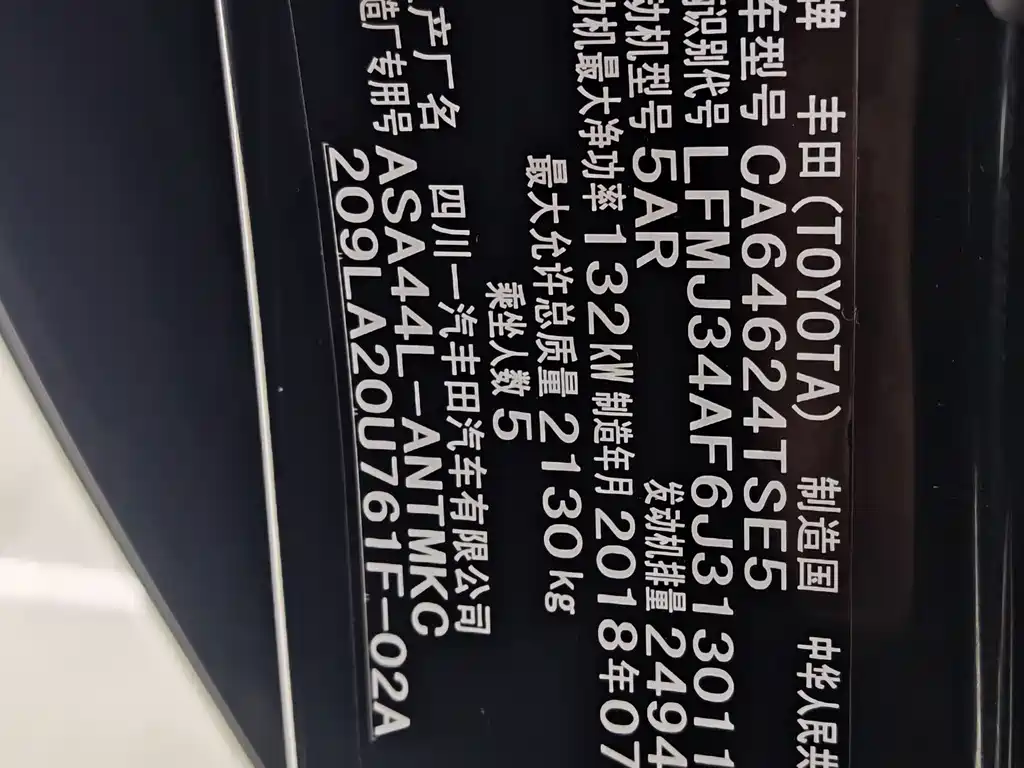 牌 丰田(TOYOTA) 制造国 中华人民共
车型号 CA64624TSE5
识别代号 LFMJ34AF6J313011
动机型号 5AR 发动机排量 2494
动机最大净功率 132kW 制造年月 2018年07
最大允许总质量 2130kg
乘坐人数 5
产厂名 四川一汽丰田汽车有限公司
造厂专用号 ASA44L-ANTMKC
209LA20U761F-02A